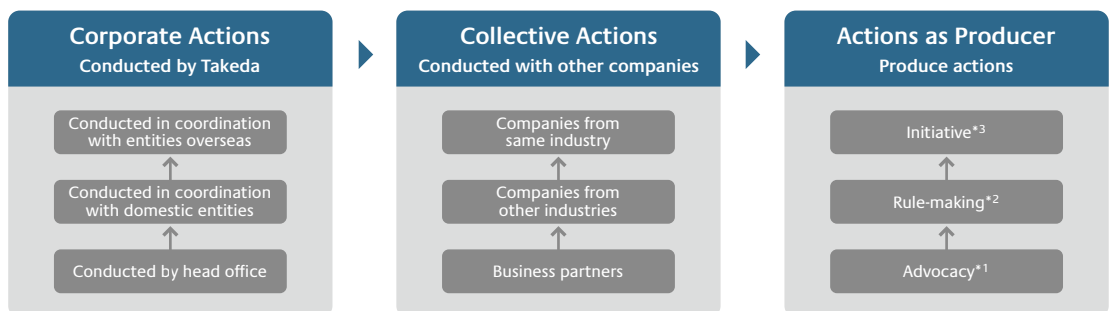 Corporate Actions
Conducted by Takeda
Conducted in coordination
with entities overseas
Conducted in coordination
with domestic entities
Conducted by head office
Collective Actions
Conducted with other companies
Companies from
same industry
Companies from
other industries
Business partners
Actions as Producer
Produce actions
Initiative*3
Rule-making*2
Advocacy*1